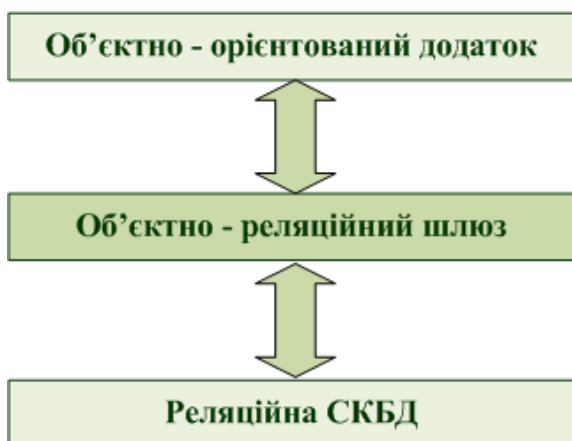 Об’єктно - орієнтований додаток
Об’єктно - реляційний шлюз
Реляційна СКБД